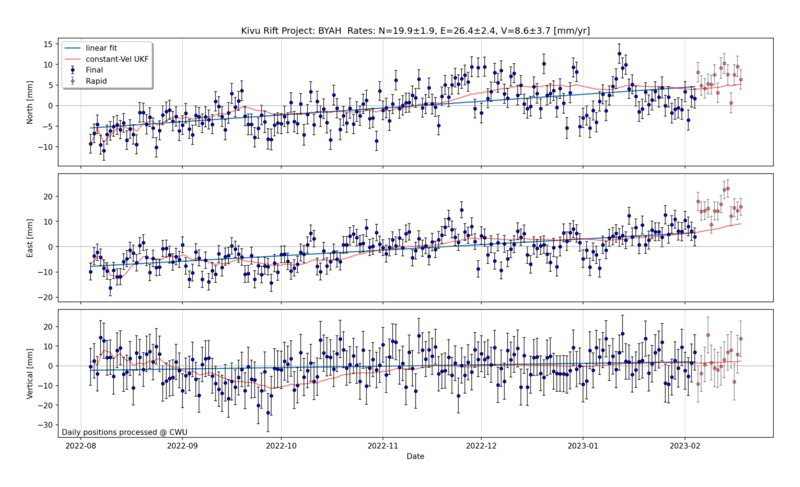 Kivu Rift Project: BYAH  Rates: N=19.9±1.9, E=26.4±2.4, V=8.6±3.7 [mm/yr]
linear fit
constant-Vel UKF
Final
Rapid
North [mm]
15
10
5
0
−5
−10
East [mm]
20
10
0
−10
−20
Vertical [mm]
20
10
0
−10
−20
−30
Daily positions processed @ CWU
2022-08
2022-09
2022-10
2022-11
2022-12
2023-01
2023-02
Date